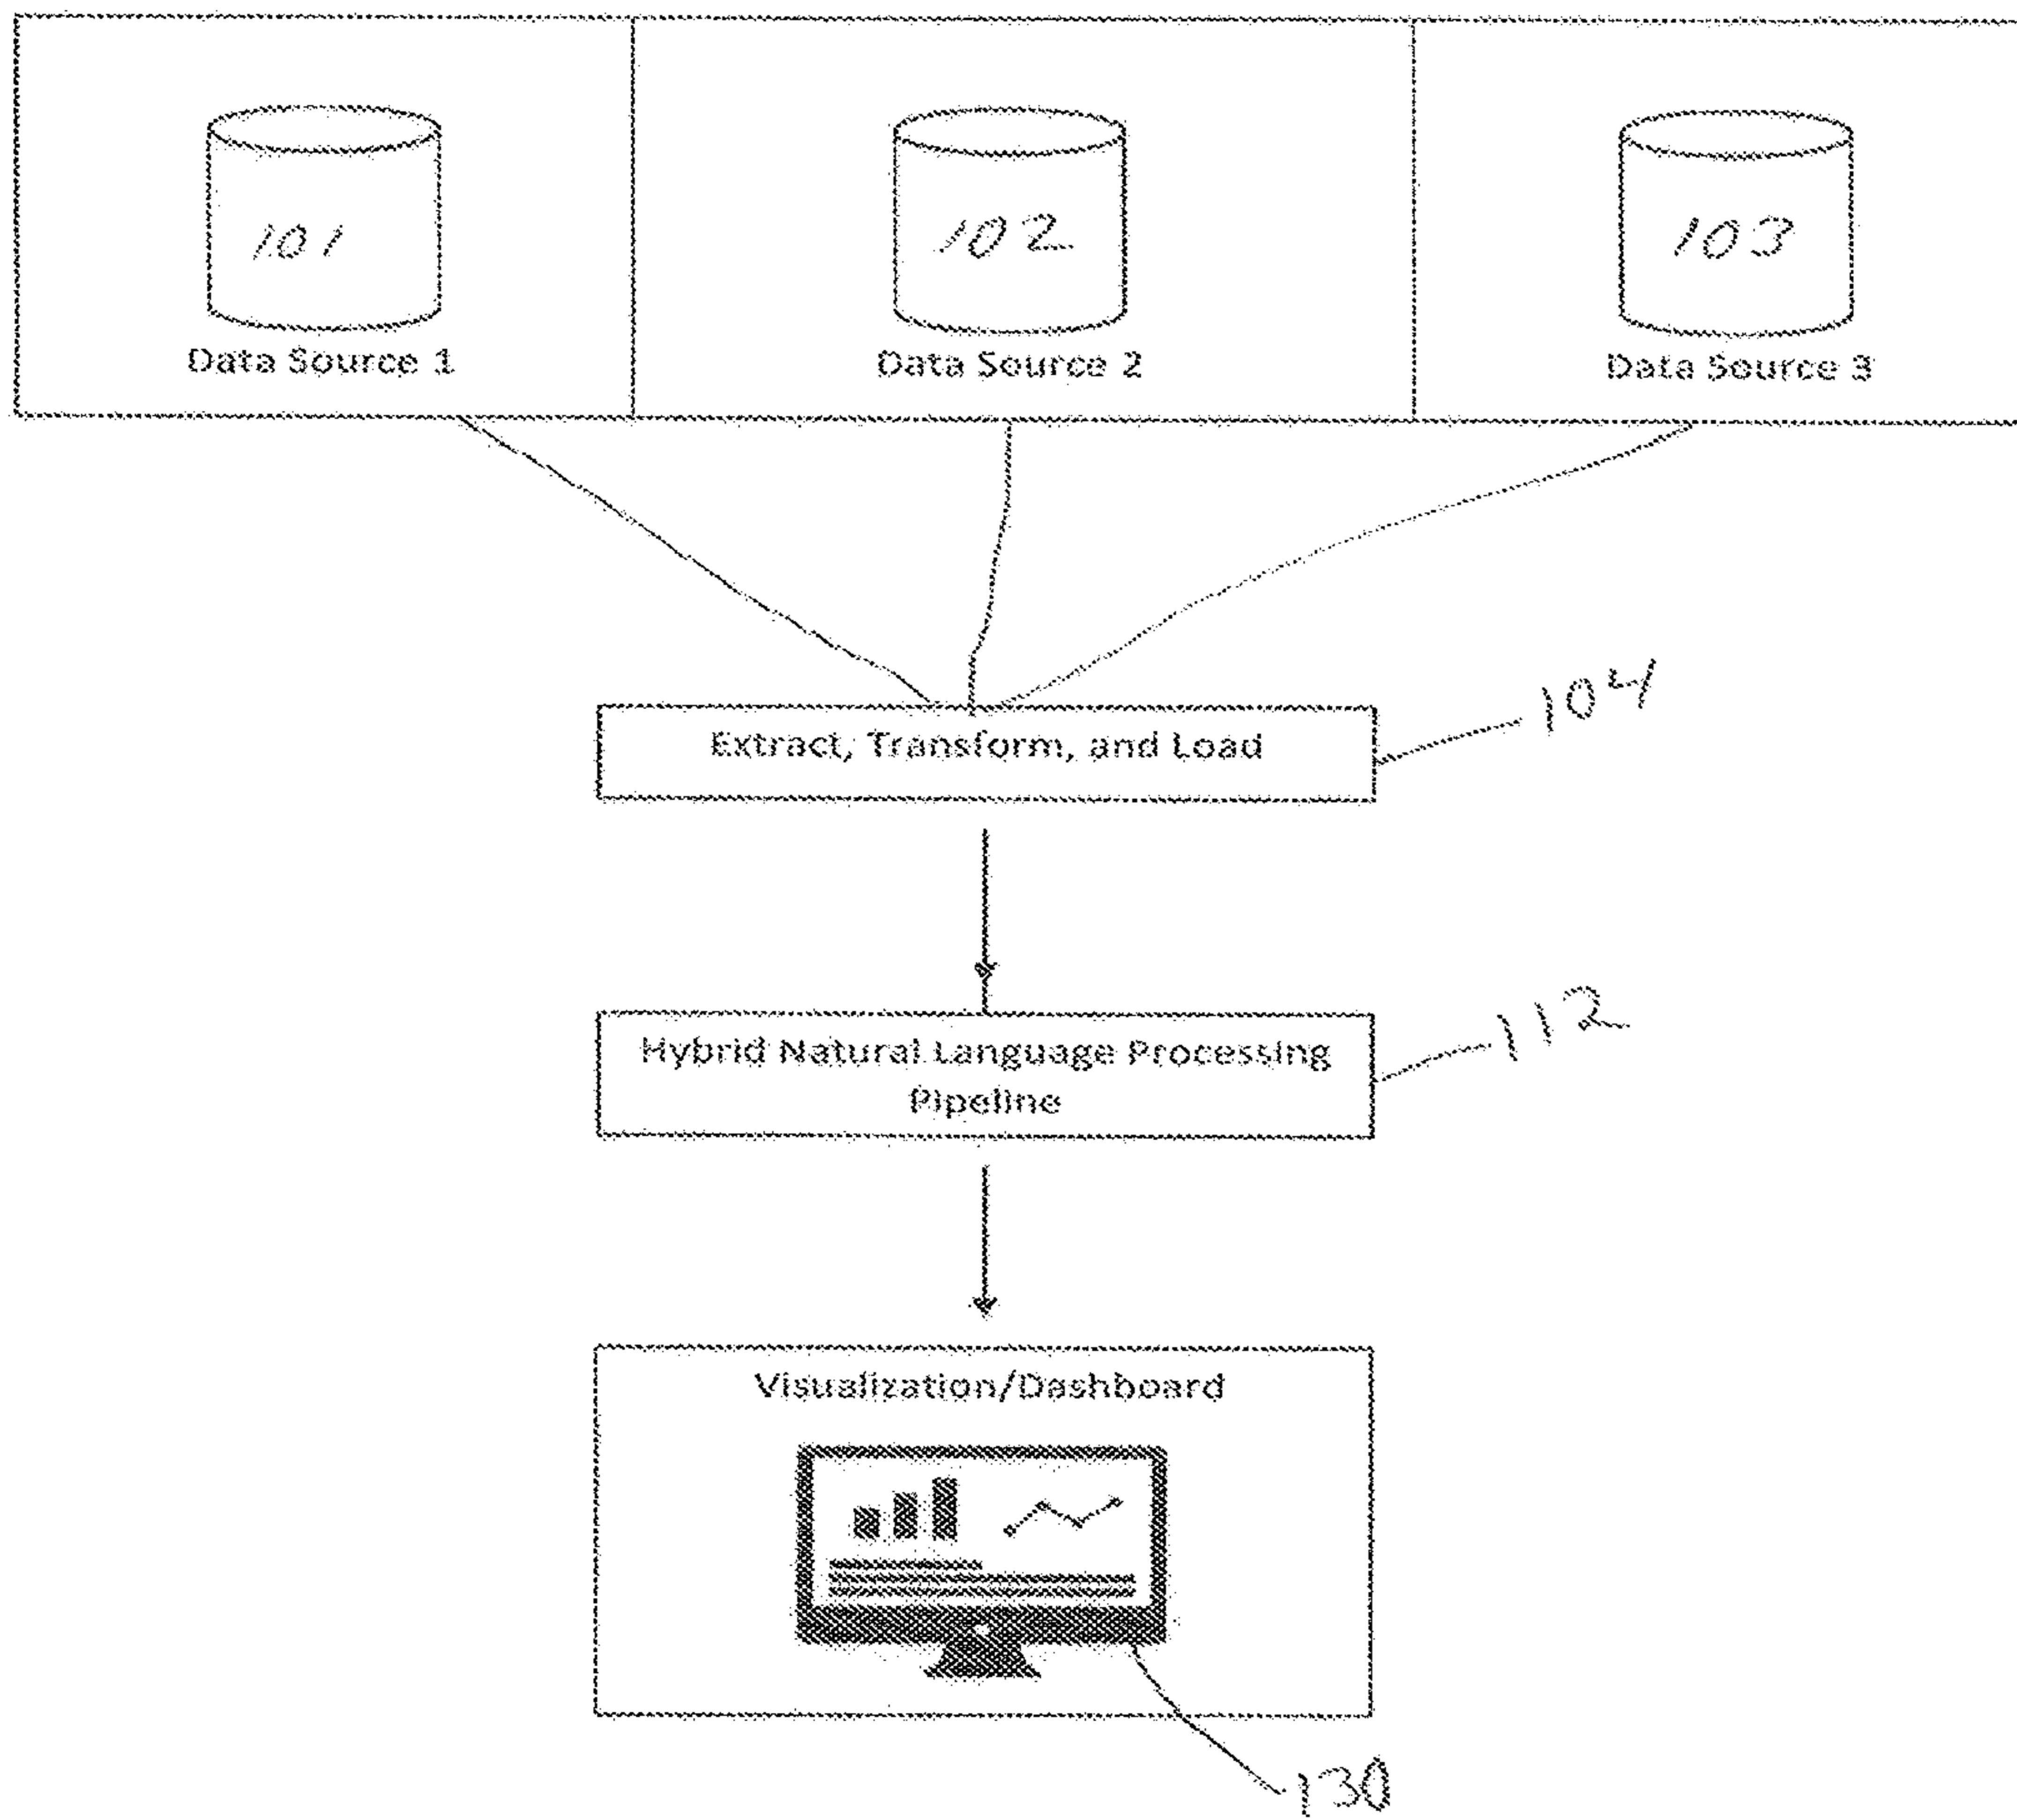 101
102
103
Data Source 1
Data Source 2
Data Source 3
Extract, Transform, and Load
104
Hybrid Natural Language Processing
Pipeline
112
Visualization/Dashboard
130